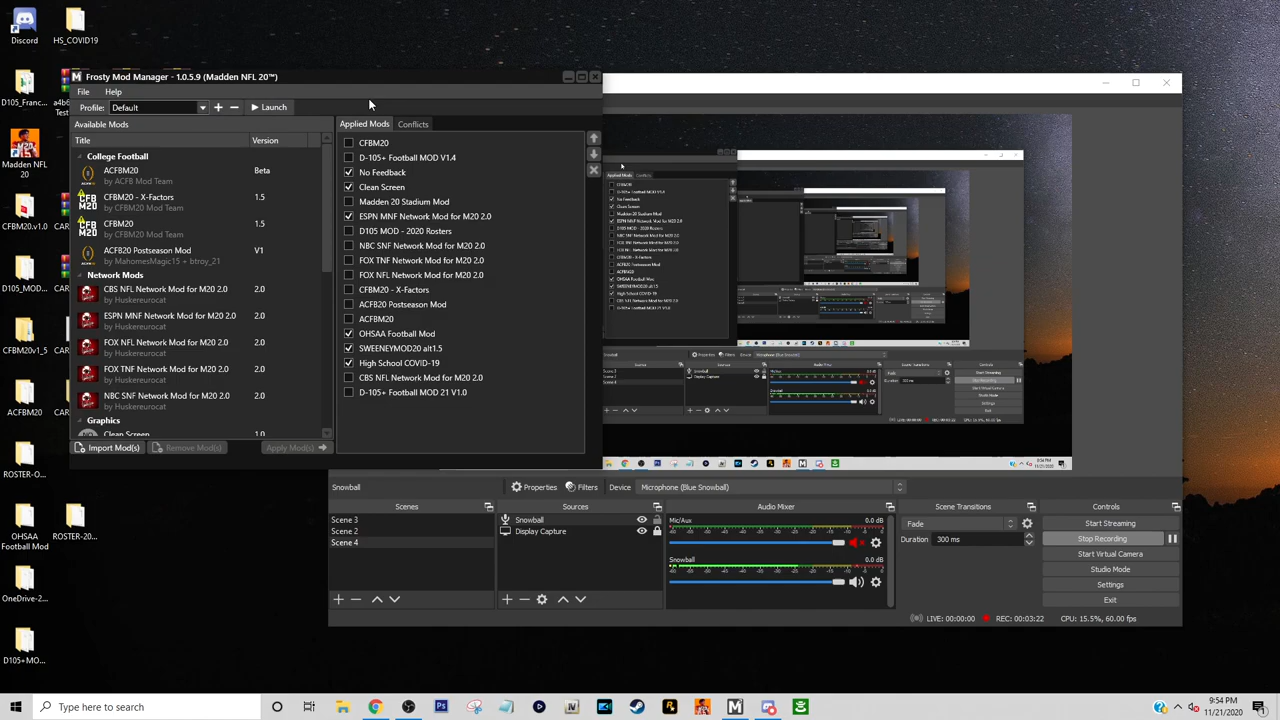 Discord
HS_COVID19
Frosty Mod Manager - 1.0.5.9 (Madden NFL 20™)
File Help
Profile: Default + − Launch
Available Mods
Title Version
College Football
ACFBM20 Beta
by ACFB Mod Team
CFBM20 - X-Factors 1.5
by CFBM20 Mod Team
CFBM20 1.5
by CFBM20 Mod Team
ACFB20 Postseason Mod V1
by MahomesMagic15 + btroy_21
Network Mods
CBS NFL Network Mod for M20 2.0 2.0
by Huskereurocat
ESPN MNF Network Mod for M20 2.0 2.0
by Huskereurocat
FOX NFL Network Mod for M20 2.0 2.0
by Huskereurocat
FOX TNF Network Mod for M20 2.0 2.0
by Huskereurocat
NBC SNF Network Mod for M20 2.0 2.0
by Huskereurocat
Graphics
Clean Screen 1.0
Import Mod(s) Remove Mod(s) Apply Mod(s)
Applied Mods Conflicts
CFBM20
D-105+ Football MOD V1.4
No Feedback
Clean Screen
Madden 20 Stadium Mod
ESPN MNF Network Mod for M20 2.0
D105 MOD - 2020 Rosters
NBC SNF Network Mod for M20 2.0
FOX TNF Network Mod for M20 2.0
FOX NFL Network Mod for M20 2.0
CFBM20 - X-Factors
ACFB20 Postseason Mod
ACFBM20
OHSAA Football Mod
SWEENEYMOD20 alt1.5
High School COVID-19
CBS NFL Network Mod for M20 2.0
D-105+ Football MOD 21 V1.0
D105_Franc...
Madden NFL
20
CFBM20.v1.0
D105_MOD...
CFBM20v1_5
ACFBM20
ROSTER-O...
OHSAA
Football Mod
ROSTER-20...
OneDrive-2...
D105+MO...
Snowball Properties Filters Device Microphone (Blue Snowball)
Scenes
Scene 3
Scene 2
Scene 4
Sources
Snowball
Display Capture
Audio Mixer
Mic/Aux 0.0 dB
Snowball 0.0 dB
Scene Transitions
Fade
Duration 300 ms
Controls
Start Streaming
Stop Recording
Start Virtual Camera
Studio Mode
Settings
Exit
LIVE: 00:00:00 REC: 00:03:22 CPU: 15.5%, 60.00 fps
Type here to search
9:54 PM
11/21/2020